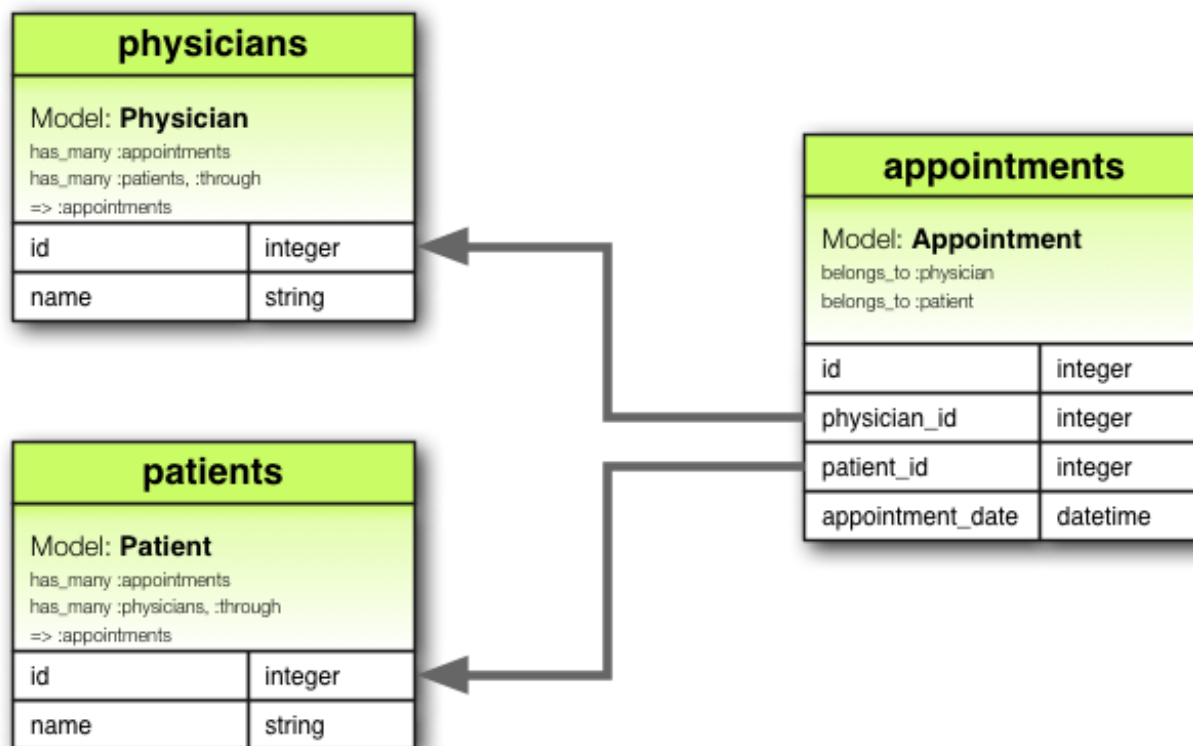 physicians
Model: Physician
has_many :appointments
has_many :patients, :through
=> :appointments
id integer
name string
appointments
Model: Appointment
belongs_to :physician
belongs_to :patient
id integer
physician_id integer
patient_id integer
appointment_date datetime
patients
Model: Patient
has_many :appointments
has_many :physicians, :through
=> :appointments
id integer
name string